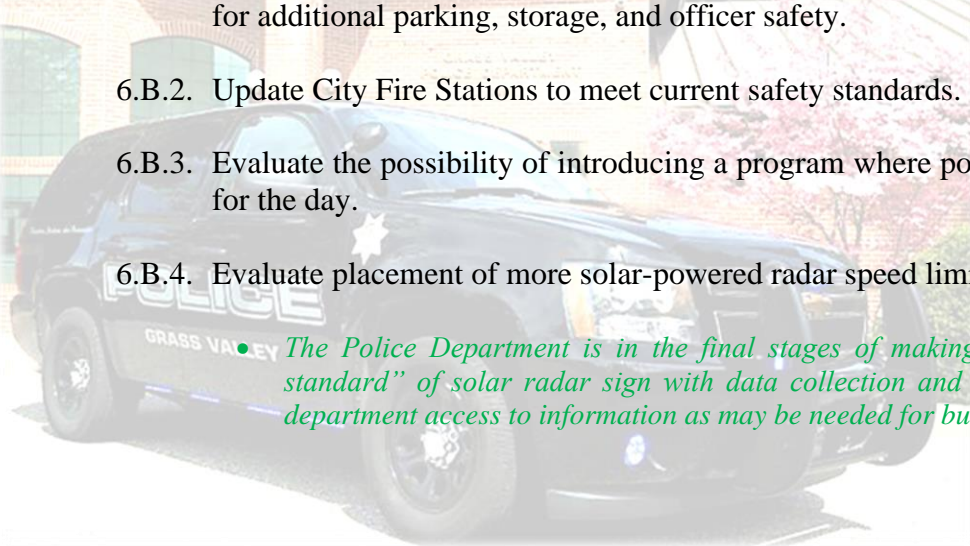 for additional parking, storage, and officer safety.
6.B.2. Update City Fire Stations to meet current safety standards.
6.B.3. Evaluate the possibility of introducing a program where po
for the day.
6.B.4. Evaluate placement of more solar-powered radar speed limi
POLICE
GRASS VALLEY
• The Police Department is in the final stages of making
standard” of solar radar sign with data collection and
department access to information as may be needed for bu